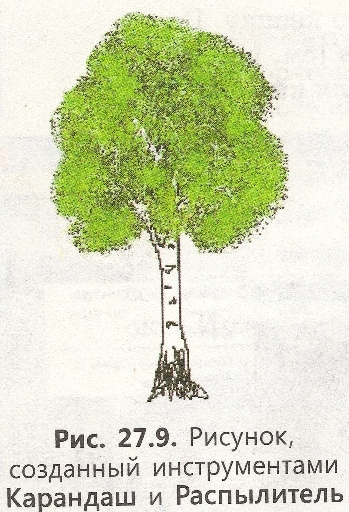 Рис. 27.9. Рисунок,
созданный инструментами
Карандаш и Распылитель